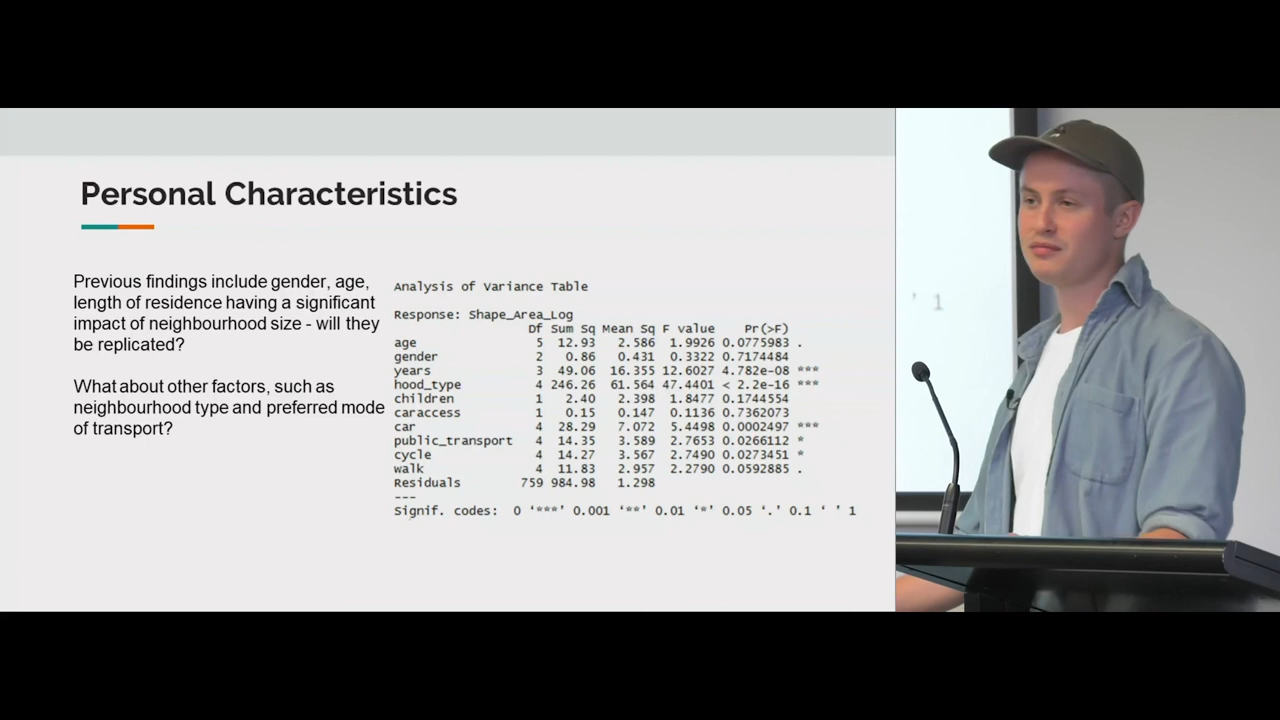 Personal Characteristics
Previous findings include gender, age,
length of residence having a significant
impact of neighbourhood size - will they
be replicated?
What about other factors, such as
neighbourhood type and preferred mode
of transport?
Analysis of Variance Table
Response: Shape_Area_Log
Df Sum Sq Mean Sq F value Pr(>F)
age 5 12.93 2.586 1.9926 0.0775983 .
gender 2 0.86 0.431 0.3322 0.7174484
years 3 49.06 16.355 12.6027 4.782e-08 ***
hood_type 4 246.26 61.564 47.4401 < 2.2e-16 ***
children 1 2.40 2.398 1.8477 0.1744554
caraccess 1 0.15 0.147 0.1136 0.7362073
car 4 28.29 7.072 5.4498 0.0002497 ***
public_transport 4 14.35 3.589 2.7653 0.0266112 *
cycle 4 14.27 3.567 2.7490 0.0273451 *
walk 4 11.83 2.957 2.2790 0.0592885 .
Residuals 759 984.98 1.298
---
Signif. codes: 0 ‘***’ 0.001 ‘**’ 0.01 ‘*’ 0.05 ‘.’ 0.1 ‘ ’ 1
’ 1